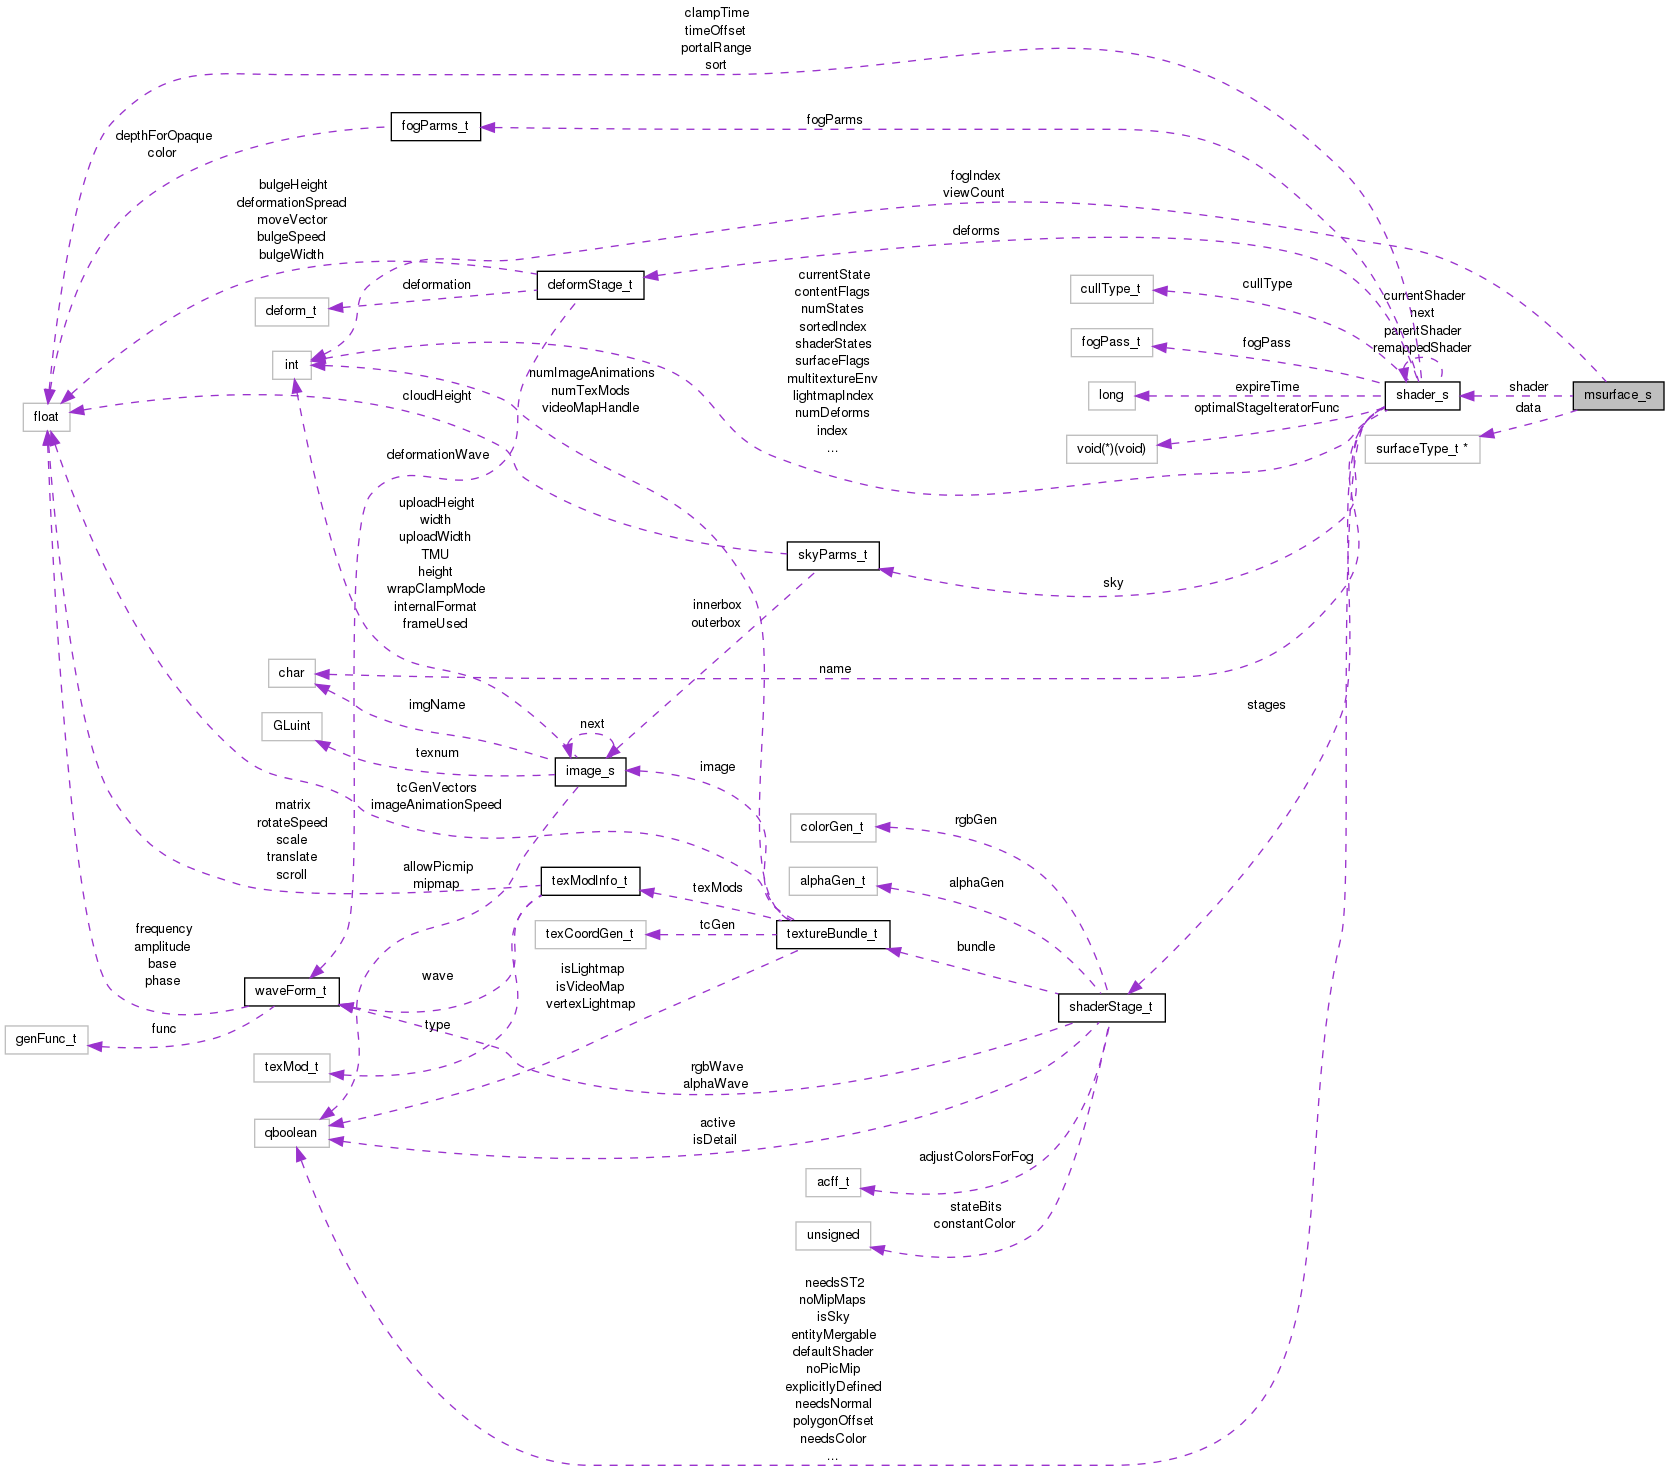 clampTime
timeOffset
portalRange
sort
fogParms_t
fogParms
depthForOpaque
color
fogIndex
viewCount
bulgeHeight
deformationSpread
moveVector
bulgeSpeed
bulgeWidth
deforms
deformStage_t
deformation
deform_t
currentState
contentFlags
numStates
sortedIndex
shaderStates
surfaceFlags
multitextureEnv
lightmapIndex
numDeforms
index
...
cullType_t
cullType
currentShader
next
parentShader
remappedShader
fogPass_t
fogPass
int
numImageAnimations
numTexMods
videoMapHandle
cloudHeight
float
long
expireTime
optimalStageIteratorFunc
shader_s
shader
data
msurface_s
void(*)(void)
surfaceType_t *
deformationWave
uploadHeight
width
uploadWidth
TMU
height
wrapClampMode
internalFormat
frameUsed
skyParms_t
sky
innerbox
outerbox
char
name
imgName
GLuint
texnum
next
image_s
image
stages
tcGenVectors
imageAnimationSpeed
matrix
rotateSpeed
scale
translate
scroll
colorGen_t
rgbGen
allowPicmip
mipmap
texModInfo_t
texMods
alphaGen_t
alphaGen
texCoordGen_t
tcGen
textureBundle_t
bundle
frequency
amplitude
base
phase
waveForm_t
wave
isLightmap
isVideoMap
vertexLightmap
shaderStage_t
genFunc_t
func
type
texMod_t
rgbWave
alphaWave
qboolean
active
isDetail
acff_t
adjustColorsForFog
unsigned
stateBits
constantColor
needsST2
noMipMaps
isSky
entityMergable
defaultShader
noPicMip
explicitlyDefined
needsNormal
polygonOffset
needsColor
...